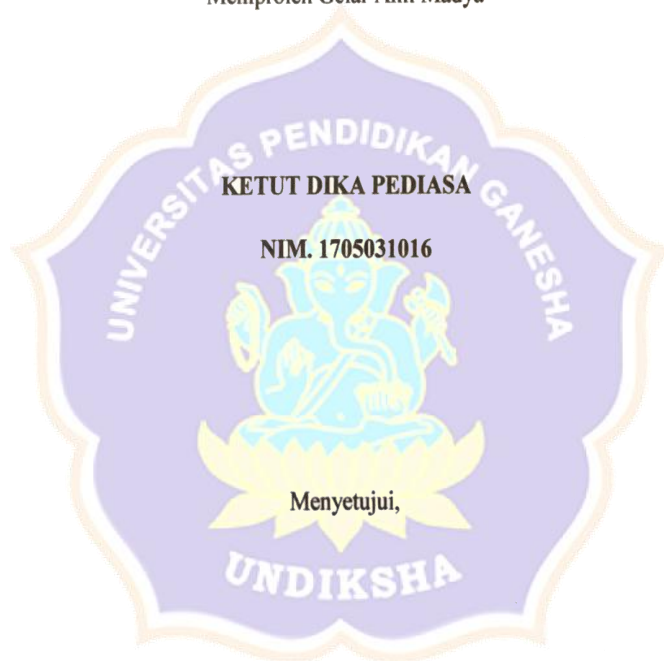 UNIVERSITAS PENDIDIKAN GANESHA
KETUT DIKA PEDIASA
NIM. 1705031016
Menyetujui,
UNDIKSHA